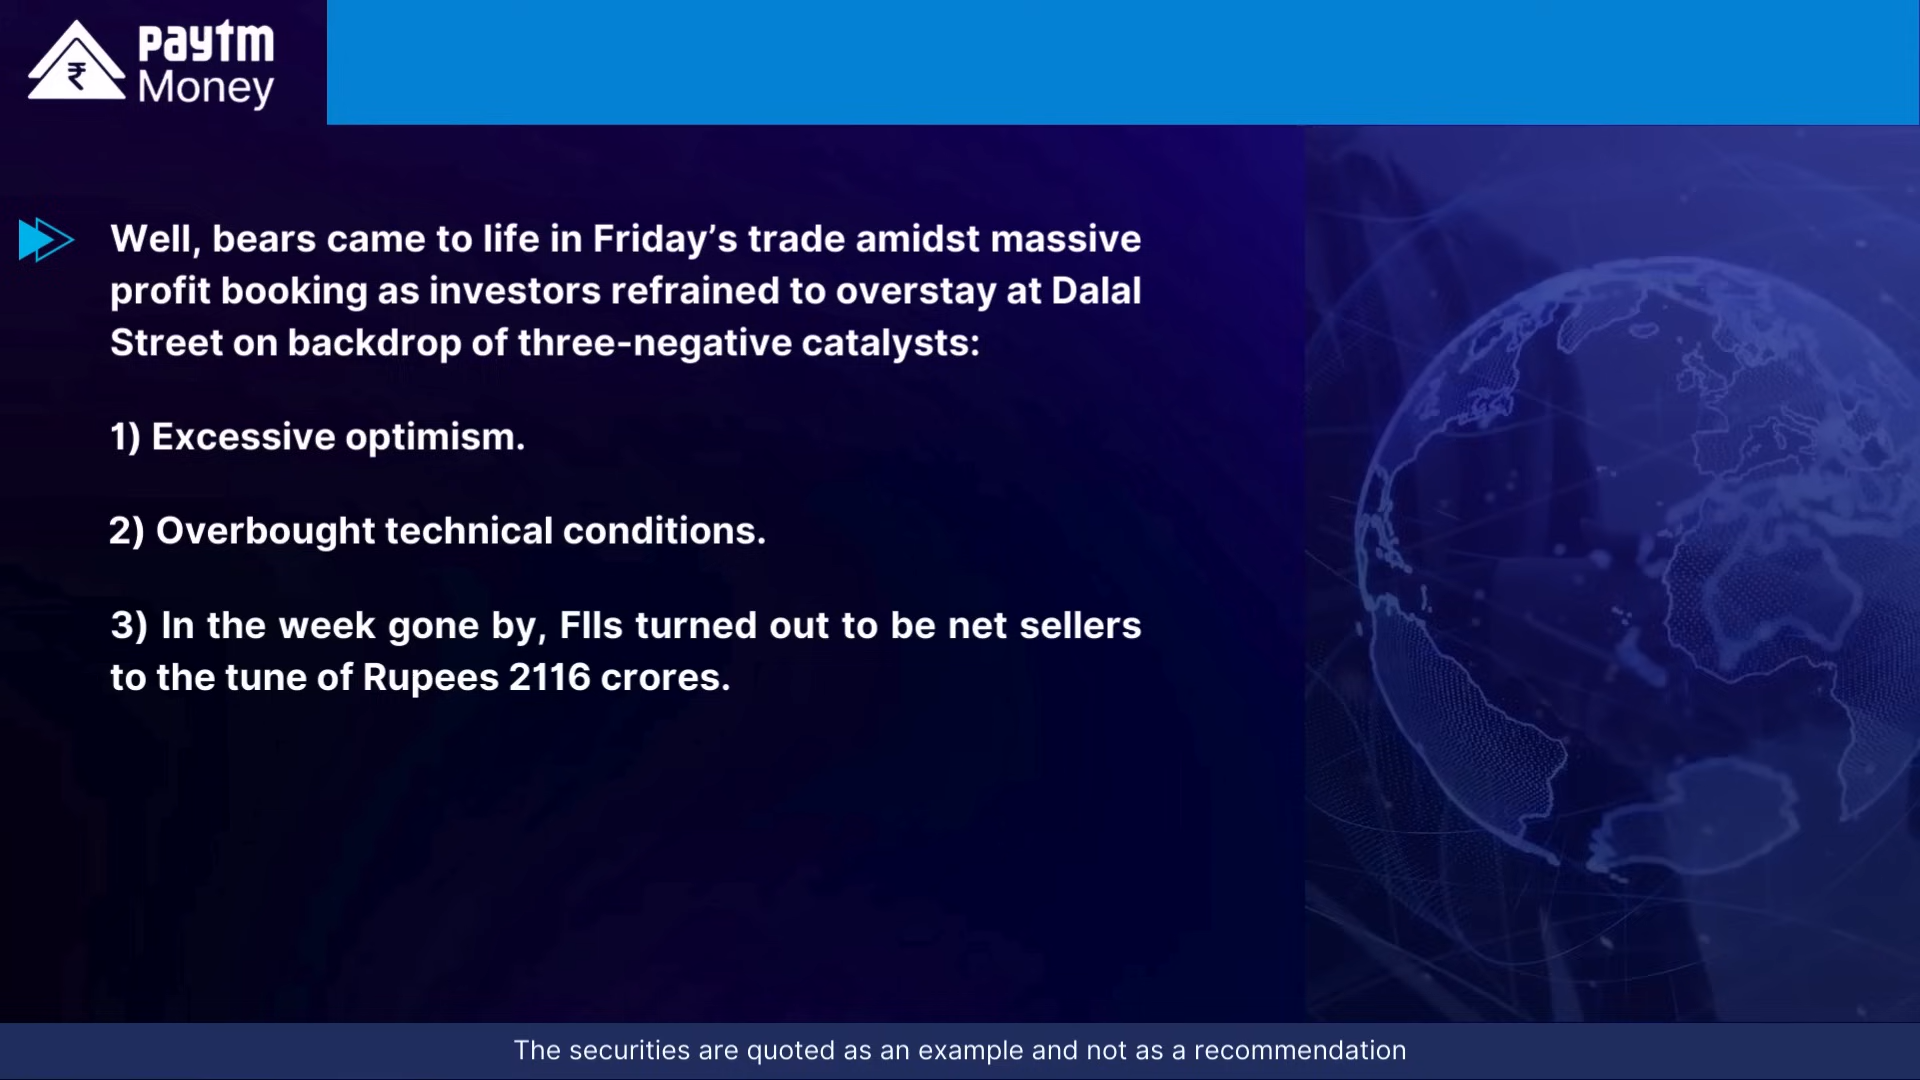 paytm
Money
Well, bears came to life in Friday’s trade amidst massive
profit booking as investors refrained to overstay at Dalal
Street on backdrop of three-negative catalysts:
1) Excessive optimism.
2) Overbought technical conditions.
3) In the week gone by, FIIs turned out to be net sellers
to the tune of Rupees 2116 crores.
The securities are quoted as an example and not as a recommendation